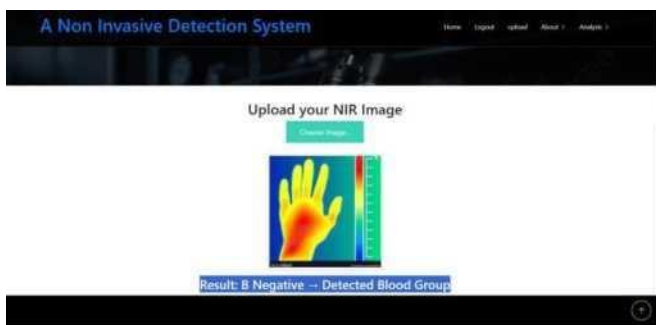 A Non Invasive Detection System
Home Logout upload About Analysis
Upload your NIR Image
Choose Image...
Result: B Negative → Detected Blood Group